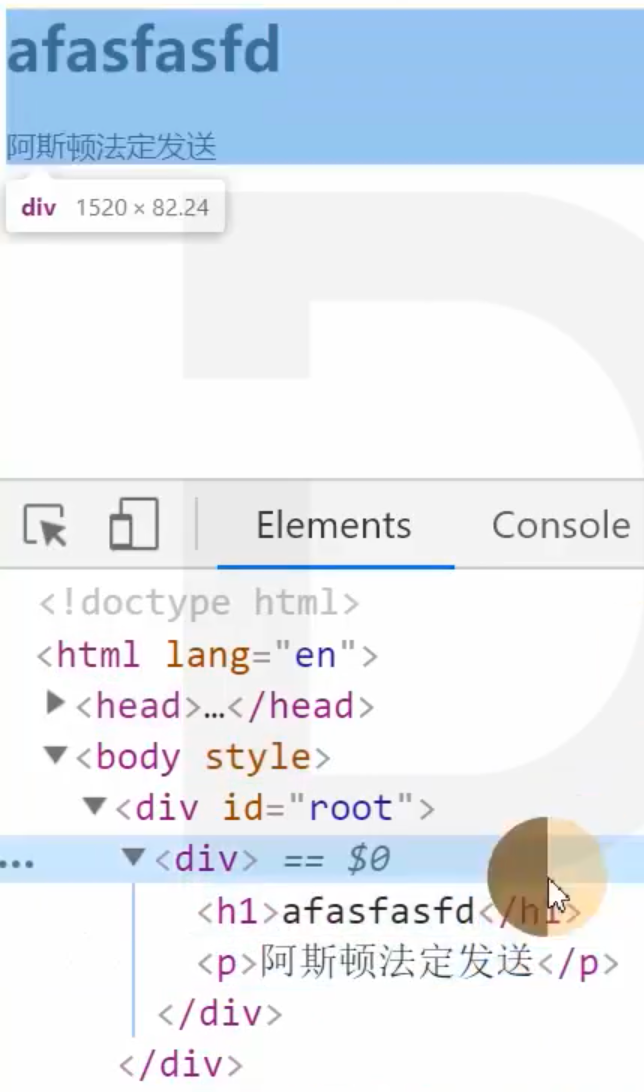 afasfasfd
阿斯顿法定发送
div 1520 × 82.24
Elements Console
<!doctype html>
<html lang="en">
<head>…</head>
<body style>
<div id="root">
… <div> == $0
<h1>afasfasfd</h1>
<p>阿斯顿法定发送</p>
</div>
</div>